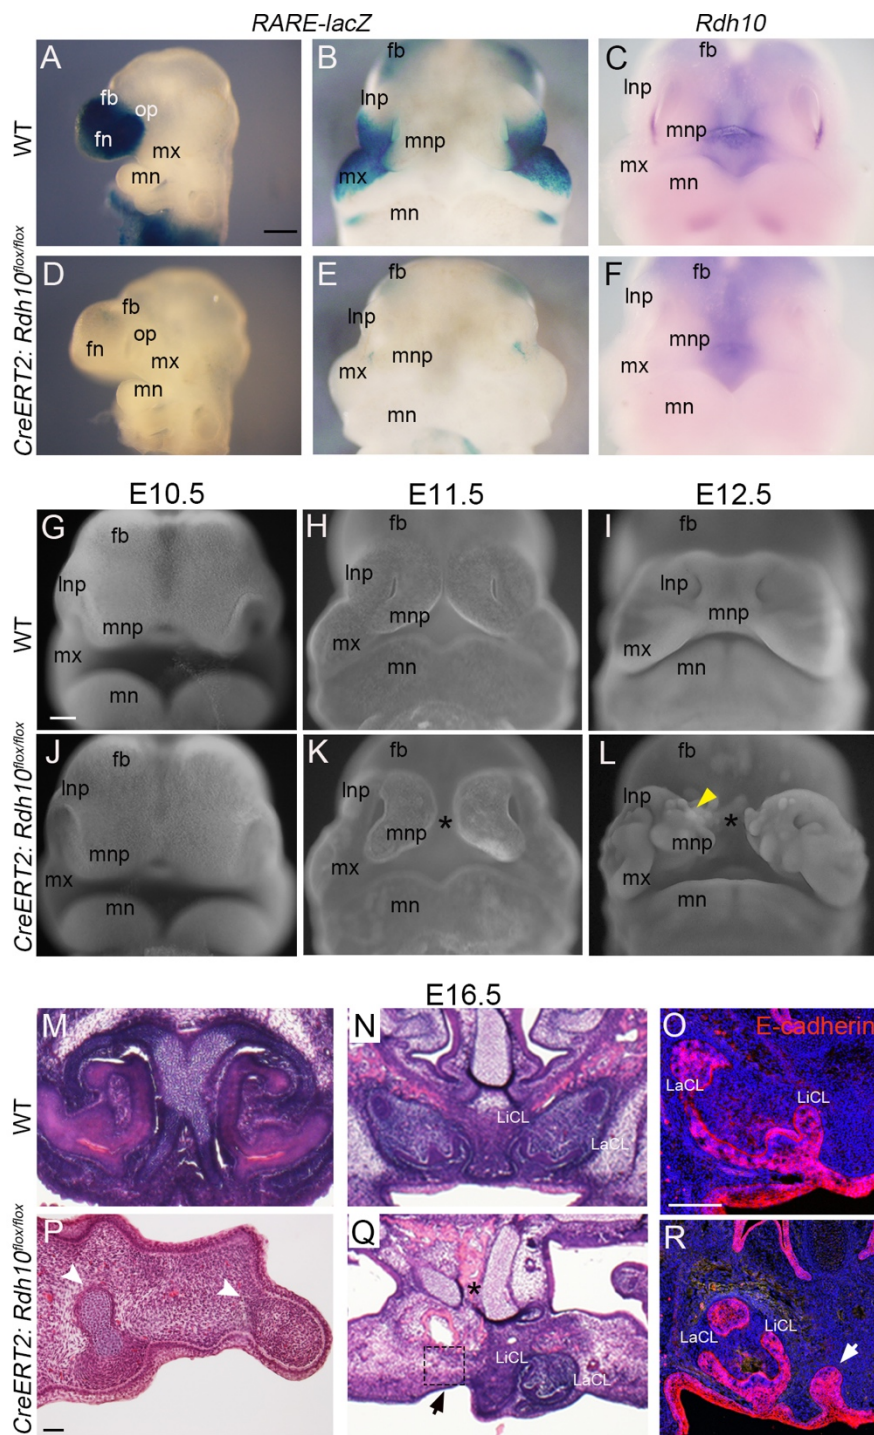 RARE-lacZ Rdh10
A B C
fb fb
fb op lnp lnp
fn mnp mnp
mx mx mx
mn mn mn
WT
D E F
fb fb fb
op lnp lnp
fn mnp mnp
mx mx mx
mn mn mn
CreERT2: Rdh10flox/flox
E10.5 E11.5 E12.5
G H I
fb fb fb
lnp lnp lnp
mnp mnp mnp
mx mx mx
mn mn mn
WT
J K L
fb fb fb
lnp lnp lnp
* *
mnp mnp mnp
mx mx mx
mn mn mn
CreERT2: Rdh10flox/flox
E16.5
M N O
E-cadherin
LaCL
LiCL LiCL
LaCL
WT
P Q R
*
LiCL LaCL LiCL
LaCL
CreERT2: Rdh10flox/flox